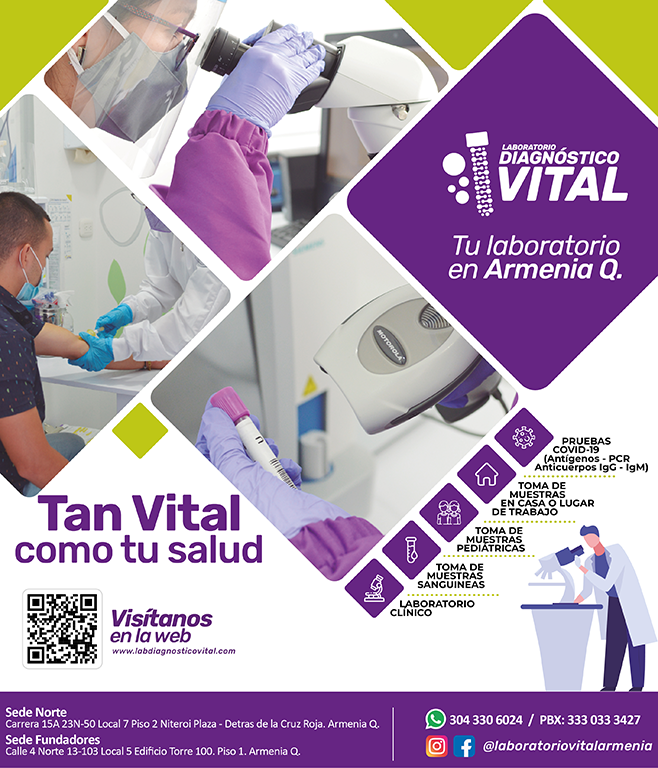 LABORATORIO
DIAGNÓSTICO
VITAL
Tu laboratorio
en Armenia Q.
MOTOROLA
PRUEBAS
COVID-19
(Antígenos - PCR
Anticuerpos IgG - IgM)
TOMA DE
MUESTRAS
EN CASA O LUGAR
DE TRABAJO
TOMA DE
MUESTRAS
PEDIÁTRICAS
TOMA DE
MUESTRAS
SANGUINEAS
LABORATORIO
CLÍNICO
Tan Vital
como tu salud
Visítanos
en la web
www.labdiagnosticovital.com
Sede Norte
Carrera 15A 23N-50 Local 7 Piso 2 Niteroi Plaza - Detras de la Cruz Roja. Armenia Q.
Sede Fundadores
Calle 4 Norte 13-103 Local 5 Edificio Torre 100. Piso 1. Armenia Q.
304 330 6024 / PBX: 333 033 3427
@laboratoriovitalarmenia